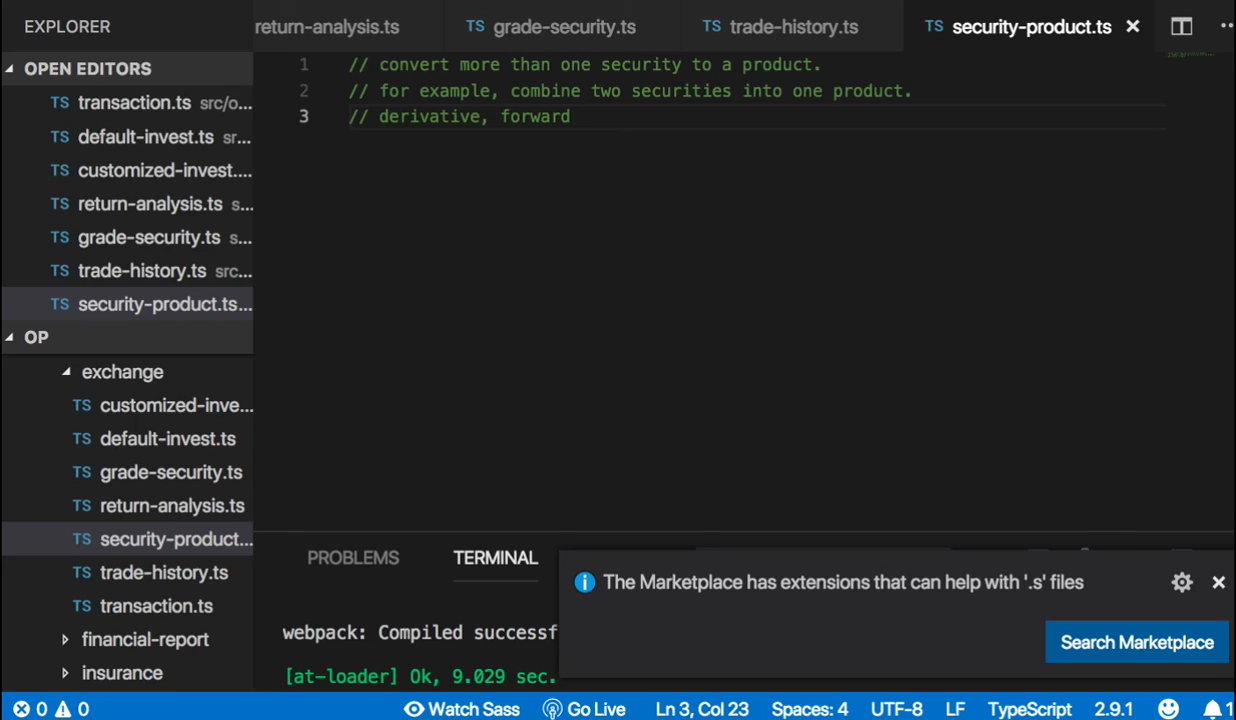 EXPLORER
OPEN EDITORS
TS transaction.ts src/o...
TS default-invest.ts sr...
TS customized-invest....
TS return-analysis.ts s...
TS grade-security.ts s...
TS trade-history.ts src...
TS security-product.ts...
OP
exchange
TS customized-inve...
TS default-invest.ts
TS grade-security.ts
TS return-analysis.ts
TS security-product...
TS trade-history.ts
TS transaction.ts
financial-report
insurance
return-analysis.ts TS grade-security.ts TS trade-history.ts TS security-product.ts
1 // convert more than one security to a product.
2 // for example, combine two securities into one product.
3 // derivative, forward
PROBLEMS TERMINAL
webpack: Compiled successf
[at-loader] Ok, 9.029 sec.
The Marketplace has extensions that can help with '.s' files
Search Marketplace
0 0 Watch Sass Go Live Ln 3, Col 23 Spaces: 4 UTF-8 LF TypeScript 2.9.1 1